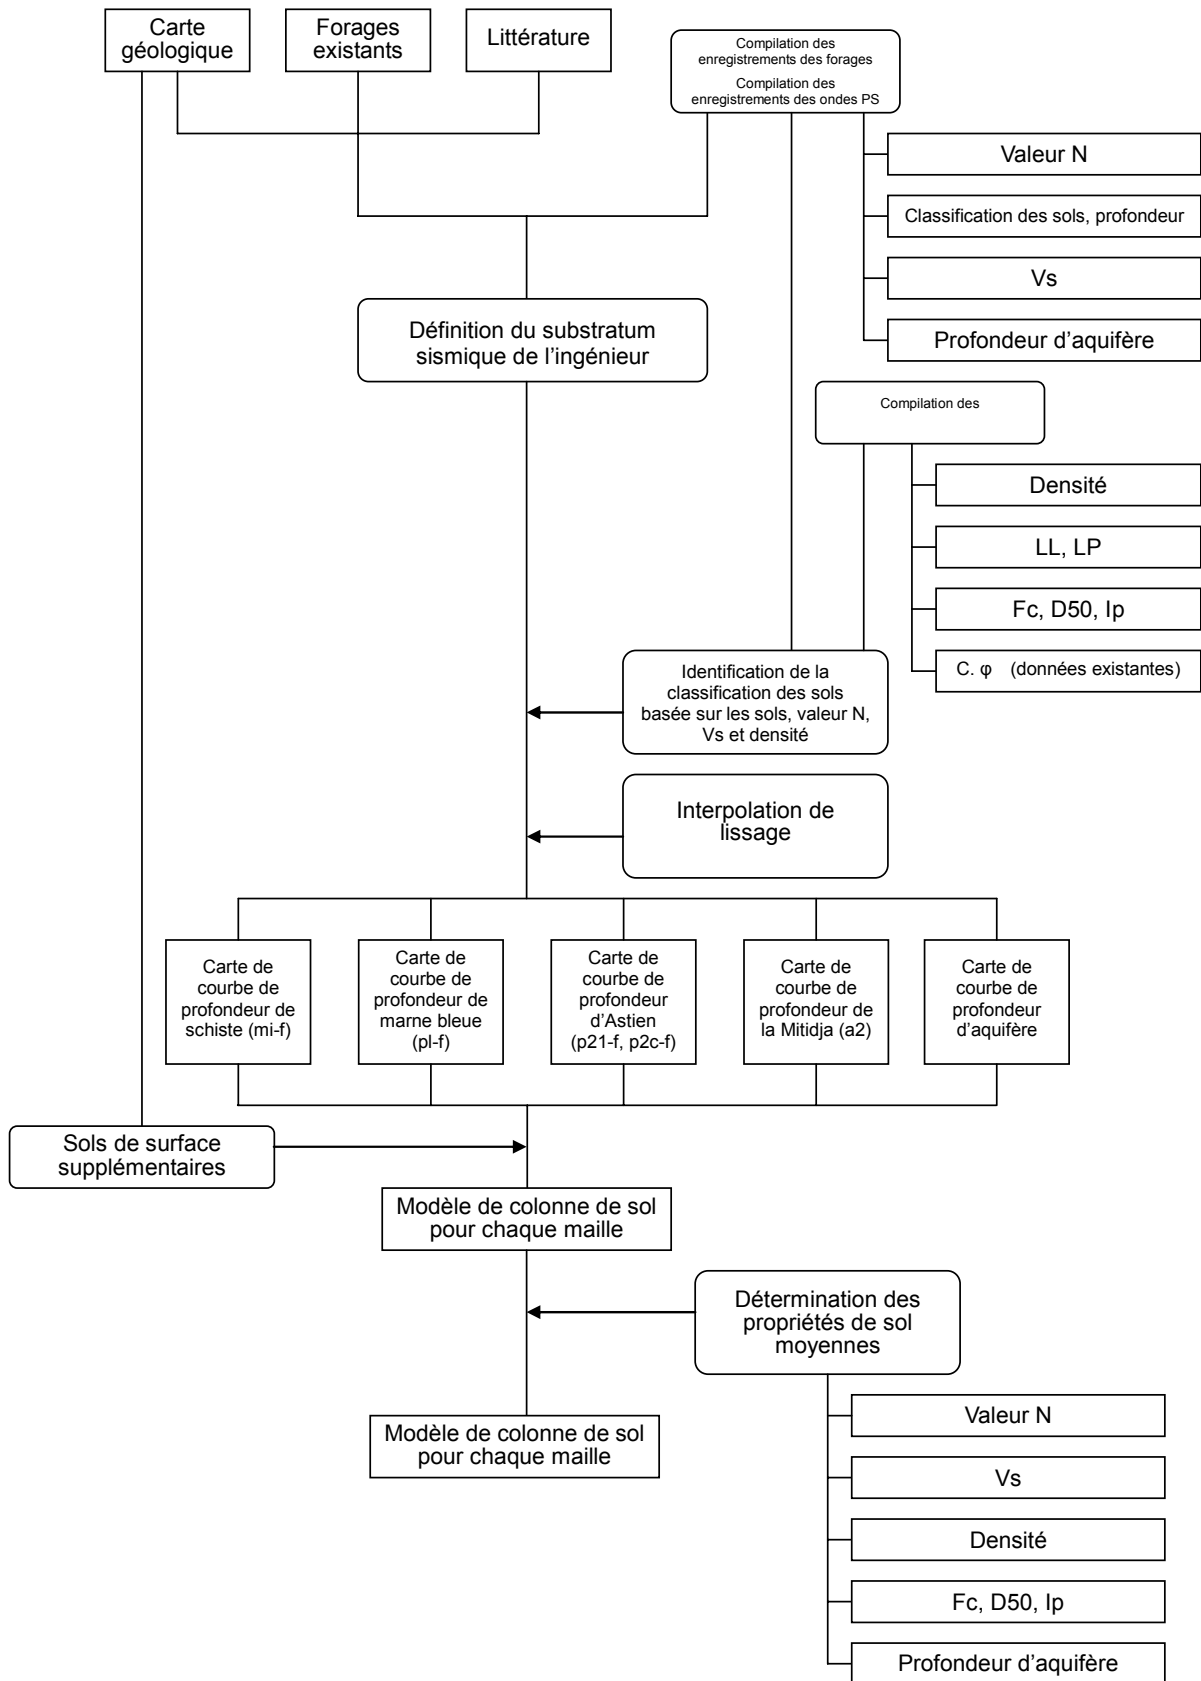 Carte
géologique
Forages
existants
Littérature
Compilation des
enregistrements des forages
Compilation des
enregistrements des ondes PS
Valeur N
Classification des sols, profondeur
Vs
Profondeur d'aquifère
Définition du substratum
sismique de l'ingénieur
Compilation des
Densité
LL, LP
Fc, D50, Ip
C. φ (données existantes)
Identification de la
classification des sols
basée sur les sols, valeur N,
Vs et densité
Interpolation de
lissage
Carte de
courbe de
profondeur de
schiste (mi-f)
Carte de
courbe de
profondeur de
marne bleue
(pl-f)
Carte de
courbe de
profondeur
d'Astien
(p21-f, p2c-f)
Carte de
courbe de
profondeur de
la Mitidja (a2)
Carte de
courbe de
profondeur
d'aquifère
Sols de surface
supplémentaires
Modèle de colonne de sol
pour chaque maille
Détermination des
propriétés de sol
moyennes
Modèle de colonne de sol
pour chaque maille
Valeur N
Vs
Densité
Fc, D50, Ip
Profondeur d'aquifère